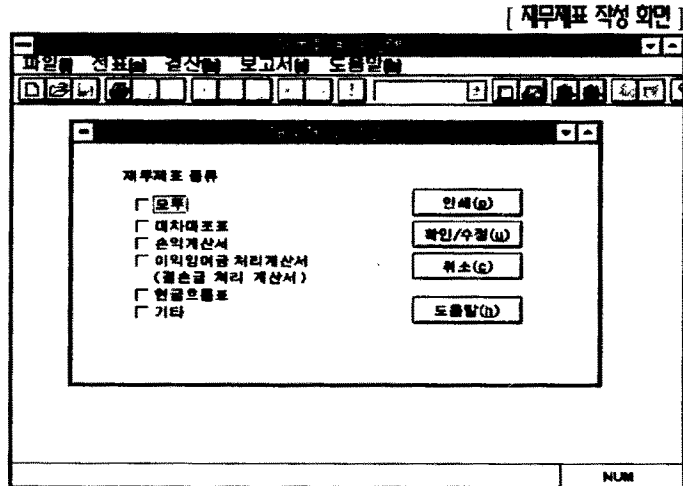 [ 재무제표 작성 화면 ]
파일 전표 결산 보고서 도움말
재무제표 종류
모두
대차대조표
손익계산서
이익잉여금 처리계산서
(결손금 처리 계산서)
현금흐름표
기타
인쇄(p)
확인/수정(u)
취소(c)
도움말(h)
NUM